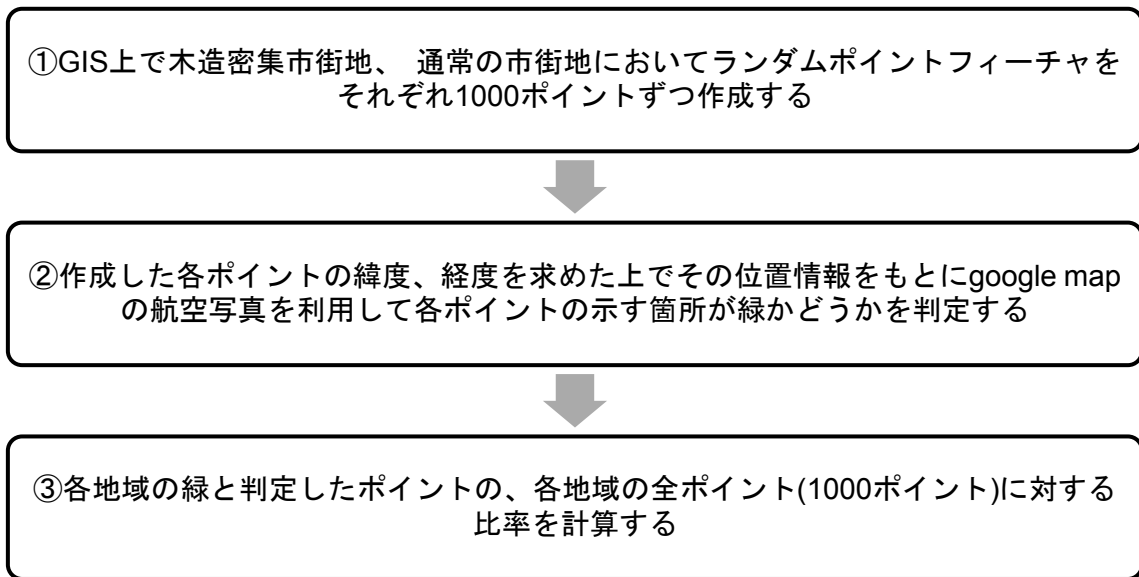 ①GIS上で木造密集市街地、 通常の市街地においてランダムポイントフィーチャを
それぞれ1000ポイントずつ作成する
②作成した各ポイントの緯度、経度を求めた上でその位置情報をもとにgoogle map
の航空写真を利用して各ポイントの示す箇所が緑かどうかを判定する
③各地域の緑と判定したポイントの、各地域の全ポイント(1000ポイント)に対する
比率を計算する